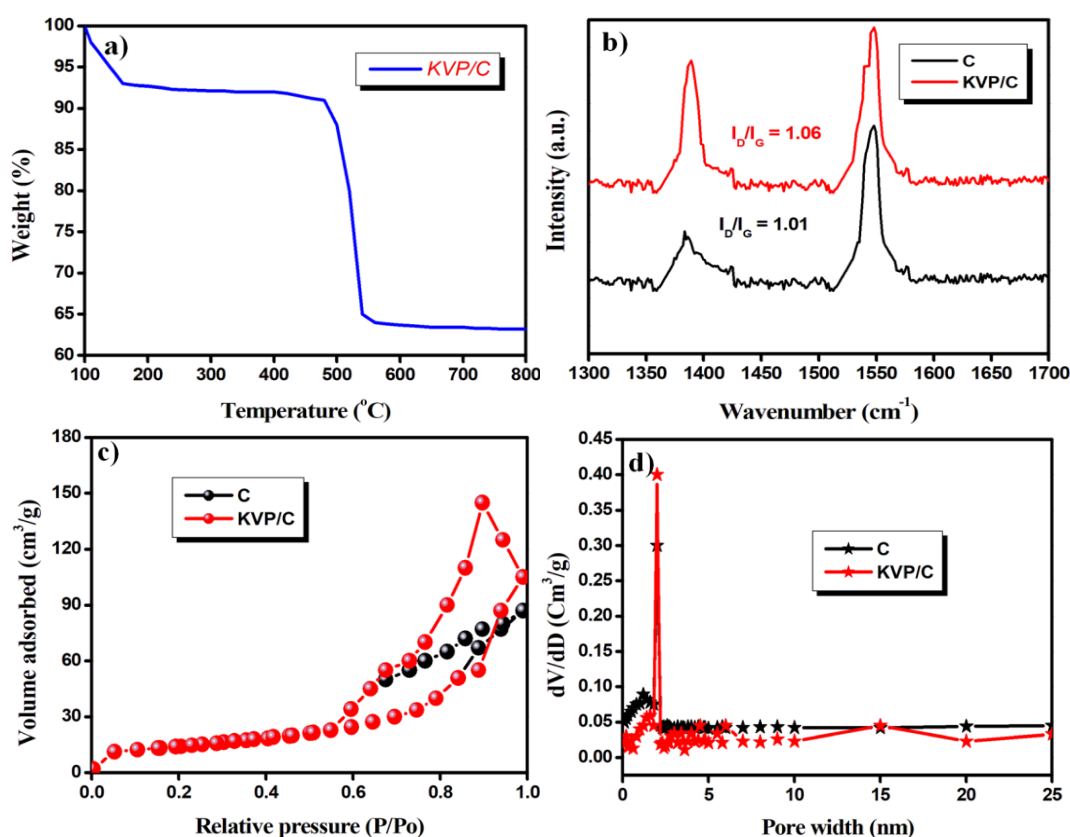 a)
KVP/C
100
95
90
85
80
75
70
65
60
Weight (%)
100 200 300 400 500 600 700 800
Temperature (°C)
b)
C
KVP/C
I_D/I_G = 1.06
I_D/I_G = 1.01
Intensity (a.u.)
1300 1350 1400 1450 1500 1550 1600 1650 1700
Wavenumber (cm⁻¹)
c)
C
KVP/C
180
150
120
90
60
30
0
Volume adsorbed (cm³/g)
0.0 0.2 0.4 0.6 0.8 1.0
Relative pressure (P/Po)
d)
C
KVP/C
0.45
0.40
0.35
0.30
0.25
0.20
0.15
0.10
0.05
0.00
dV/dD (Cm³/g)
0 5 10 15 20 25
Pore width (nm)